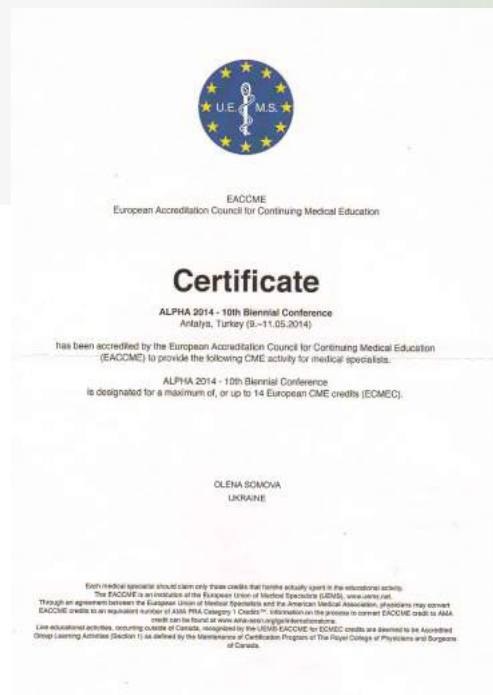 U.E. M.S.
EACCME
European Accreditation Council for Continuing Medical Education
Certificate
ALPHA 2014 - 10th Biennial Conference
Antalya, Turkey (9.–11.05.2014)
has been accredited by the European Accreditation Council for Continuing Medical Education
(EACCME) to provide the following CME activity for medical specialists.
ALPHA 2014 - 10th Biennial Conference
is designated for a maximum of, or up to 14 European CME credits (ECMEC).
OLENA SOMOVA
UKRAINE
Each medical specialist should claim only those credits that he/she actually spent in the educational activity.
The EACCME is an institution of the European Union of Medical Specialists (UEMS), www.uems.net.
Through an agreement between the European Union of Medical Specialists and the American Medical Association, physicians may convert
EACCME credits to an equivalent number of AMA PRA Category 1 Credits™. Information on the process to convert EACCME credit to AMA
credit can be found at www.ama-assn.org/go/internationalcme.
Live educational activities, occurring outside of Canada, recognized by the UEMS-EACCME for ECMEC credits are deemed to be Accredited
Group Learning Activities (Section 1) as defined by the Maintenance of Certification Program of The Royal College of Physicians and Surgeons
of Canada.